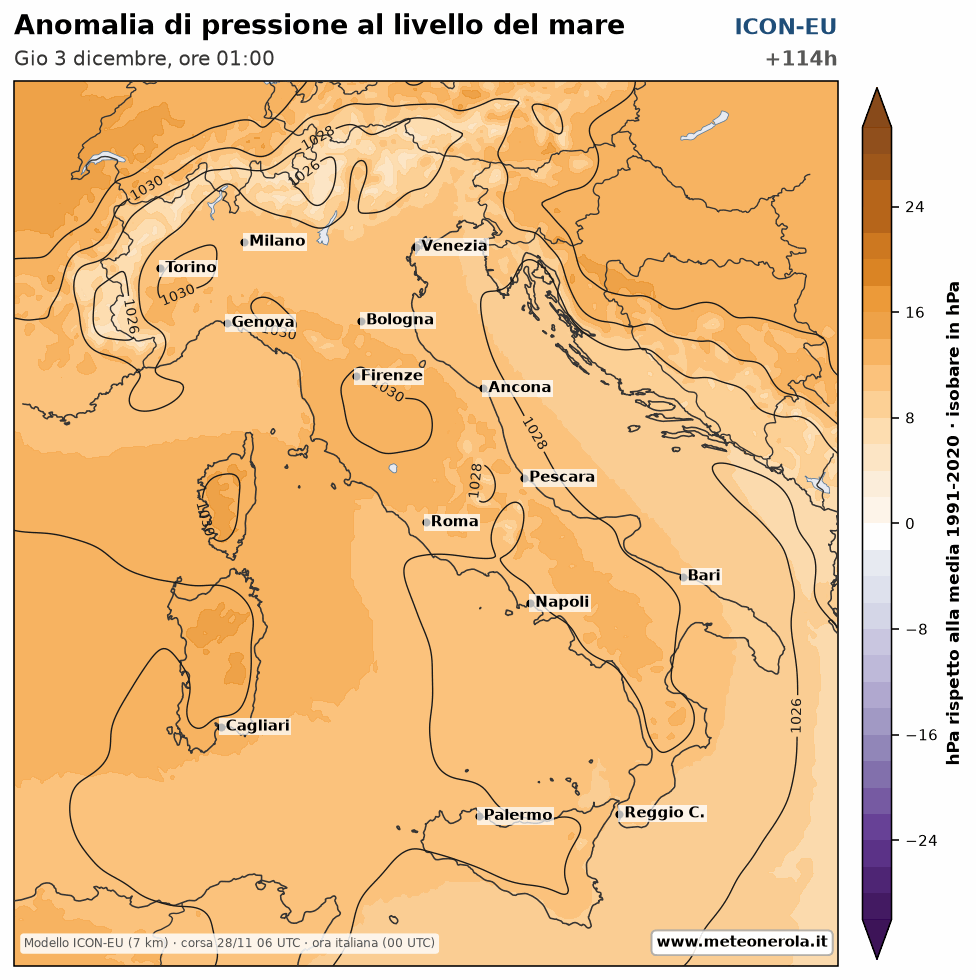 Anomalia di pressione al livello del mare
ICON-EU
Gio 3 dicembre, ore 01:00
+114h
1028
1026
1030
Milano
Venezia
Torino
1030
1026
Genova
1030
Bologna
Firenze
1030
Ancona
1028
1028
Pescara
1030
Roma
Bari
Napoli
1026
Cagliari
Palermo
Reggio C.
Modello ICON-EU (7 km) · corsa 28/11 06 UTC · ora italiana (00 UTC)
www.meteonerola.it
24
16
8
0
−8
−16
−24
hPa rispetto alla media 1991-2020 · isobare in hPa